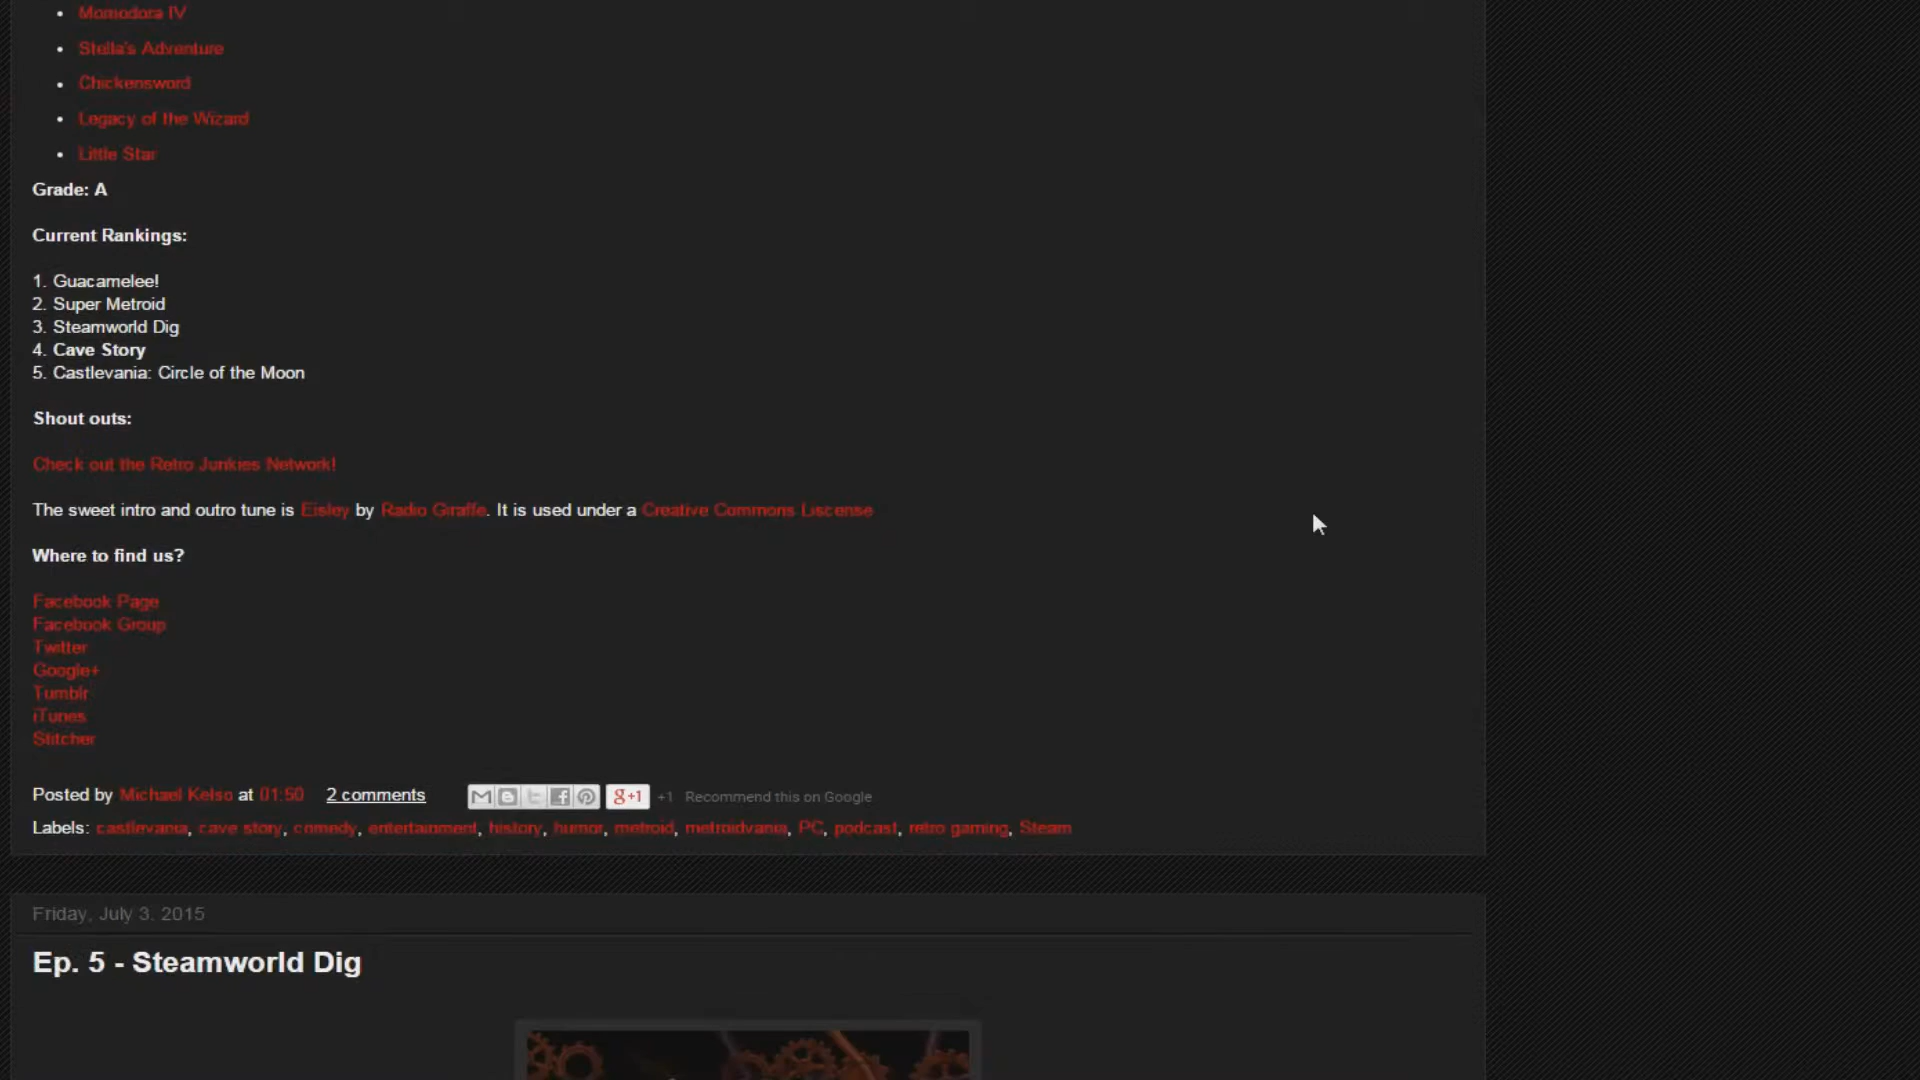 Momodora IV
Stella's Adventure
Chickensword
Legacy of the Wizard
Little Star
Grade: A
Current Rankings:
1. Guacamelee!
2. Super Metroid
3. Steamworld Dig
4. Cave Story
5. Castlevania: Circle of the Moon
Shout outs:
Check out the Retro Junkies Network!
The sweet intro and outro tune is Eisley by Radio Giraffe. It is used under a Creative Commons Liscense
Where to find us?
Facebook Page
Facebook Group
Twitter
Google+
Tumblr
iTunes
Stitcher
Posted by Michael Kelso at 01:50 2 comments g+1 +1 Recommend this on Google
Labels: castlevania, cave story, comedy, entertainment, history, humor, metroid, metroidvania, PC, podcast, retro gaming, Steam
Friday, July 3, 2015
Ep. 5 - Steamworld Dig